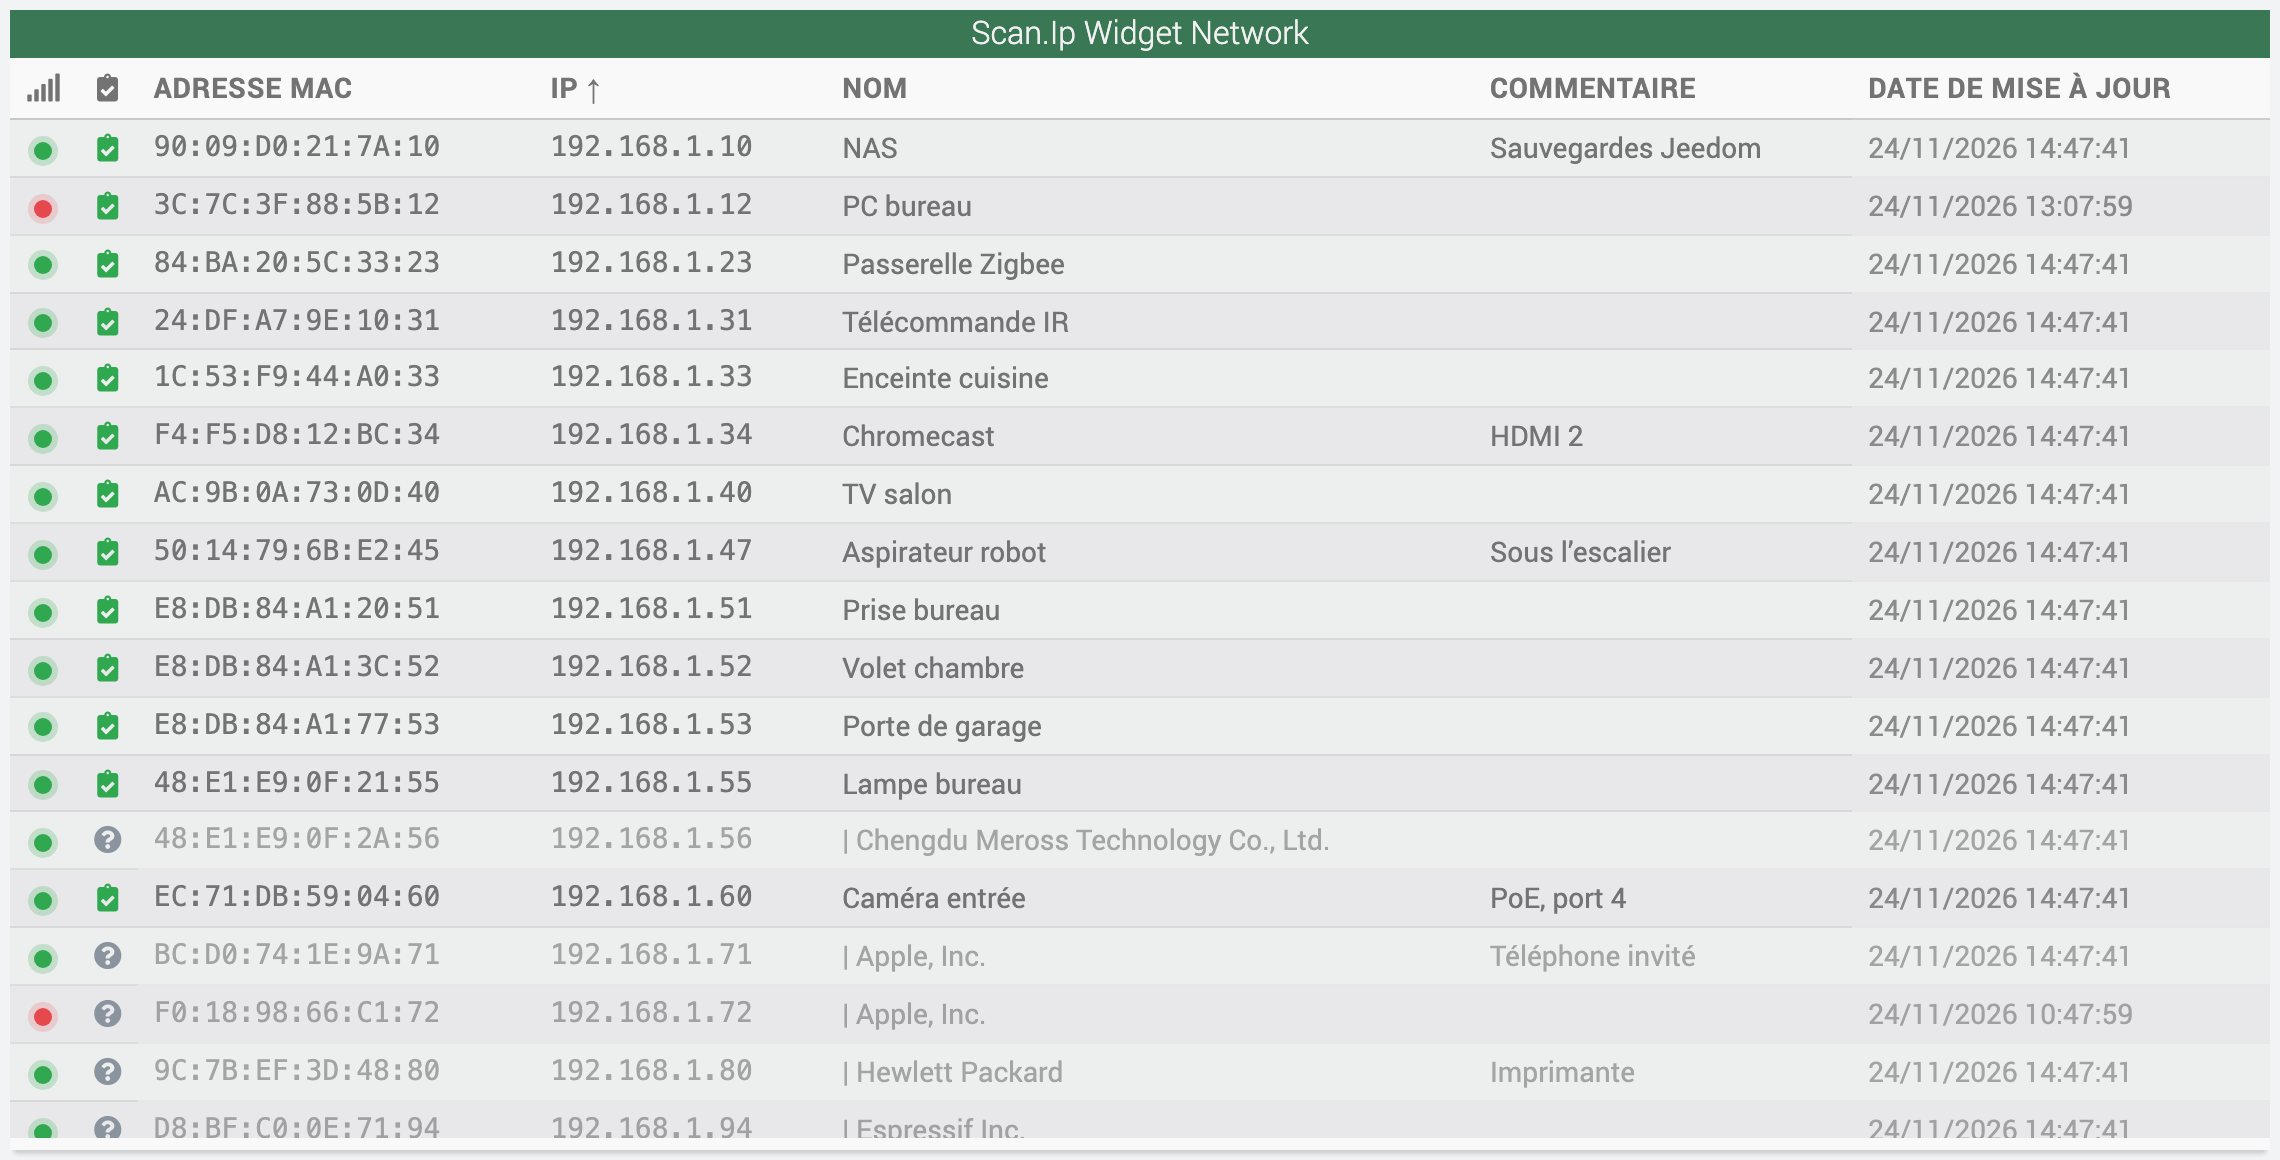 Scan.Ip Widget Network
ADRESSE MAC IP ↑ NOM COMMENTAIRE DATE DE MISE À JOUR
90:09:D0:21:7A:10 192.168.1.10 NAS Sauvegardes Jeedom 24/11/2026 14:47:41
3C:7C:3F:88:5B:12 192.168.1.12 PC bureau 24/11/2026 13:07:59
84:BA:20:5C:33:23 192.168.1.23 Passerelle Zigbee 24/11/2026 14:47:41
24:DF:A7:9E:10:31 192.168.1.31 Télécommande IR 24/11/2026 14:47:41
1C:53:F9:44:A0:33 192.168.1.33 Enceinte cuisine 24/11/2026 14:47:41
F4:F5:D8:12:BC:34 192.168.1.34 Chromecast HDMI 2 24/11/2026 14:47:41
AC:9B:0A:73:0D:40 192.168.1.40 TV salon 24/11/2026 14:47:41
50:14:79:6B:E2:45 192.168.1.47 Aspirateur robot Sous l’escalier 24/11/2026 14:47:41
E8:DB:84:A1:20:51 192.168.1.51 Prise bureau 24/11/2026 14:47:41
E8:DB:84:A1:3C:52 192.168.1.52 Volet chambre 24/11/2026 14:47:41
E8:DB:84:A1:77:53 192.168.1.53 Porte de garage 24/11/2026 14:47:41
48:E1:E9:0F:21:55 192.168.1.55 Lampe bureau 24/11/2026 14:47:41
48:E1:E9:0F:2A:56 192.168.1.56 | Chengdu Meross Technology Co., Ltd. 24/11/2026 14:47:41
EC:71:DB:59:04:60 192.168.1.60 Caméra entrée PoE, port 4 24/11/2026 14:47:41
BC:D0:74:1E:9A:71 192.168.1.71 | Apple, Inc. Téléphone invité 24/11/2026 14:47:41
F0:18:98:66:C1:72 192.168.1.72 | Apple, Inc. 24/11/2026 10:47:59
9C:7B:EF:3D:48:80 192.168.1.80 | Hewlett Packard Imprimante 24/11/2026 14:47:41
D8:BF:C0:0E:71:94 192.168.1.94 | Espressif Inc. 24/11/2026 14:47:41